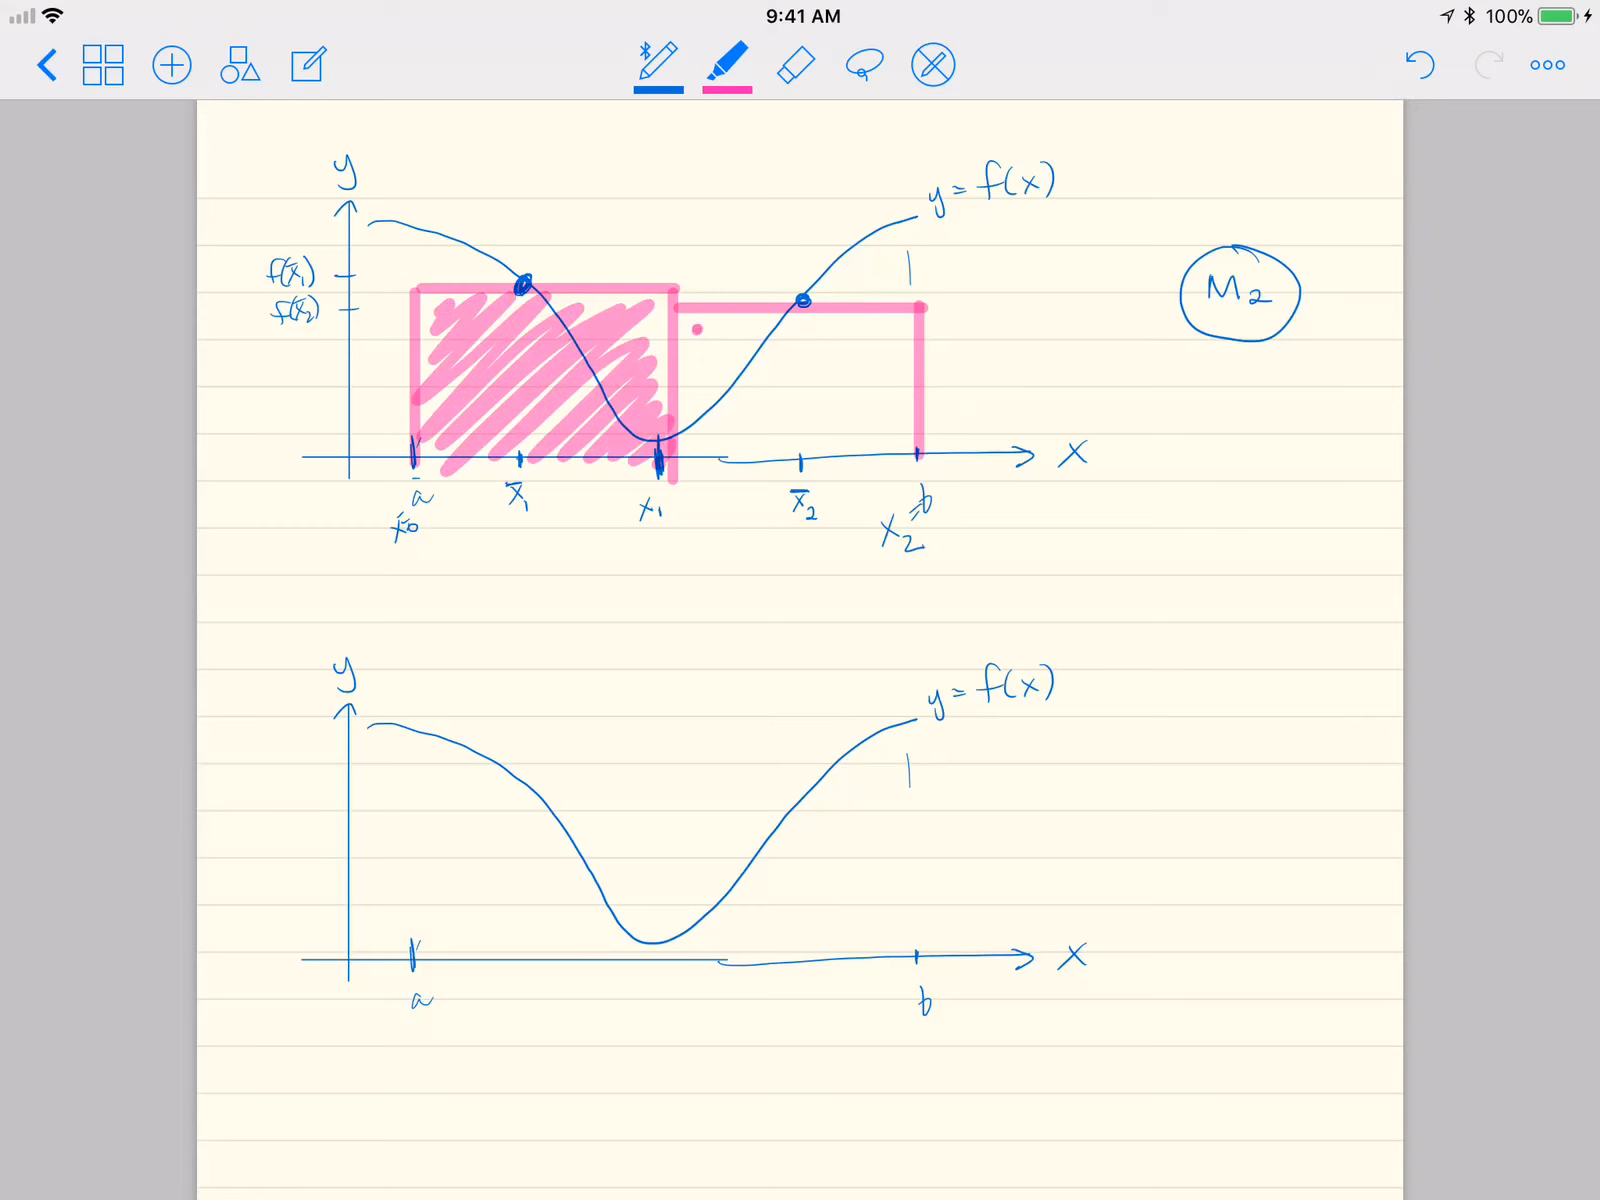 9:41 AM
100%
y
y = f(x)
f(x̄₁)
M₂
f(x̄₂)
x
a
x̄₁
x₁
x̄₂
=b
x₀
x₂
y
y = f(x)
x
a
b